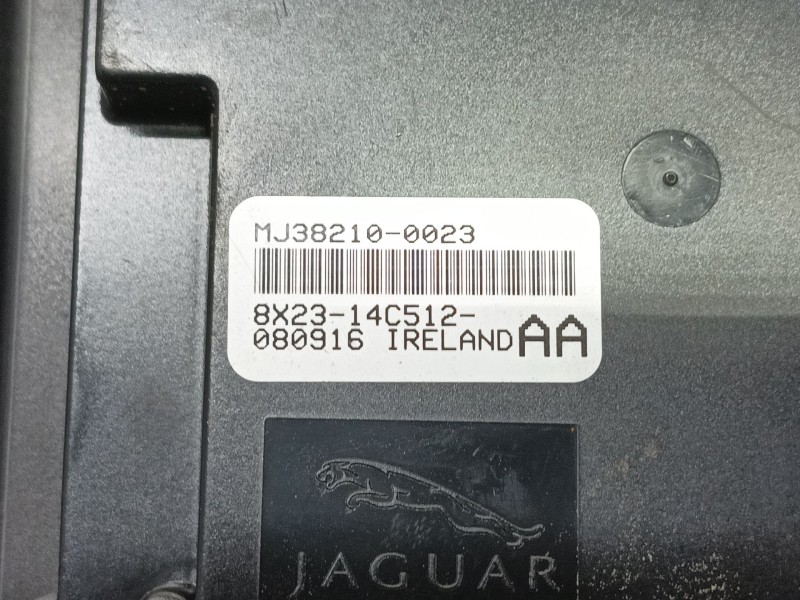 MJ38210-0023
8X23-14C512-
080916 IRELAND AA
JAGUAR